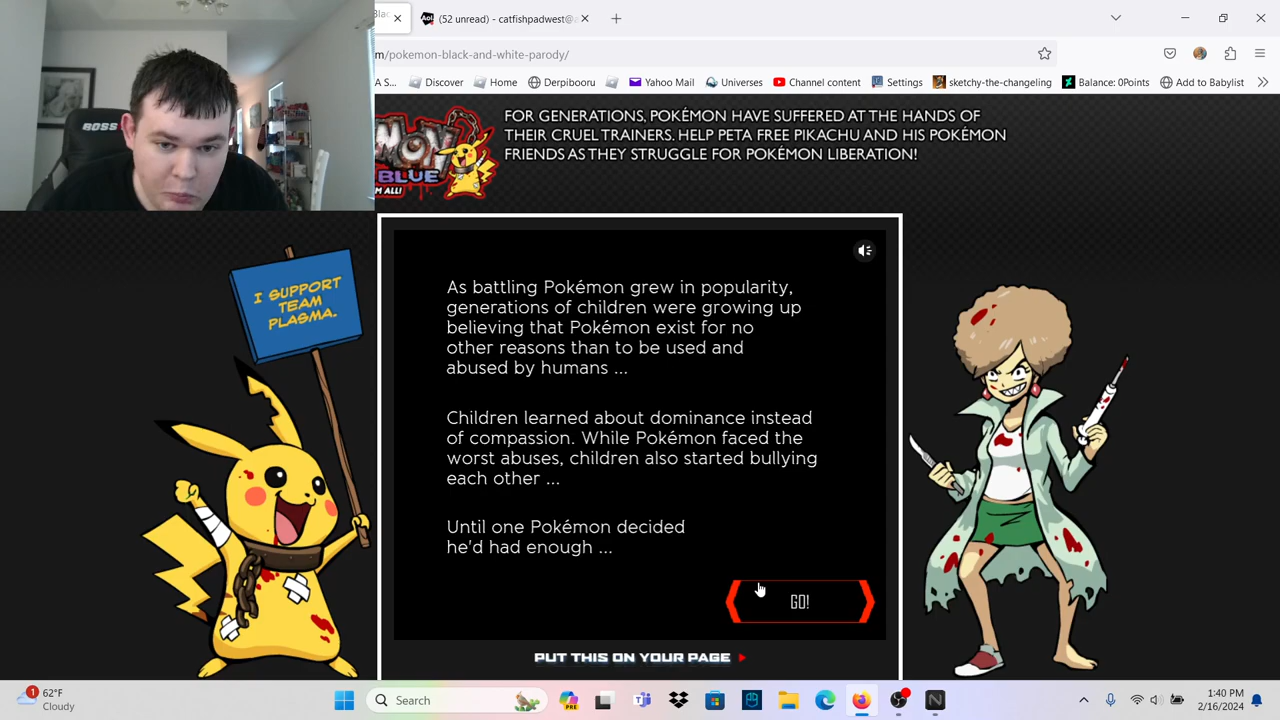 (52 unread) - catfishpadwest@
m/pokemon-black-and-white-parody/
A S...
Discover
Home
Derpibooru
Yahoo Mail
Universes
Channel content
Settings
sketchy-the-changeling
Balance: 0Points
Add to Babylist
FOR GENERATIONS, POKÉMON HAVE SUFFERED AT THE HANDS OF
THEIR CRUEL TRAINERS. HELP PETA FREE PIKACHU AND HIS POKÉMON
FRIENDS AS THEY STRUGGLE FOR POKÉMON LIBERATION!
BLUE
M ALL!
BOSS
I SUPPORT
TEAM
PLASMA.
As battling Pokémon grew in popularity,
generations of children were growing up
believing that Pokémon exist for no
other reasons than to be used and
abused by humans ...
Children learned about dominance instead
of compassion. While Pokémon faced the
worst abuses, children also started bullying
each other ...
Until one Pokémon decided
he'd had enough ...
GO!
PUT THIS ON YOUR PAGE
1
62°F
Cloudy
Search
PRE
1:40 PM
2/16/2024